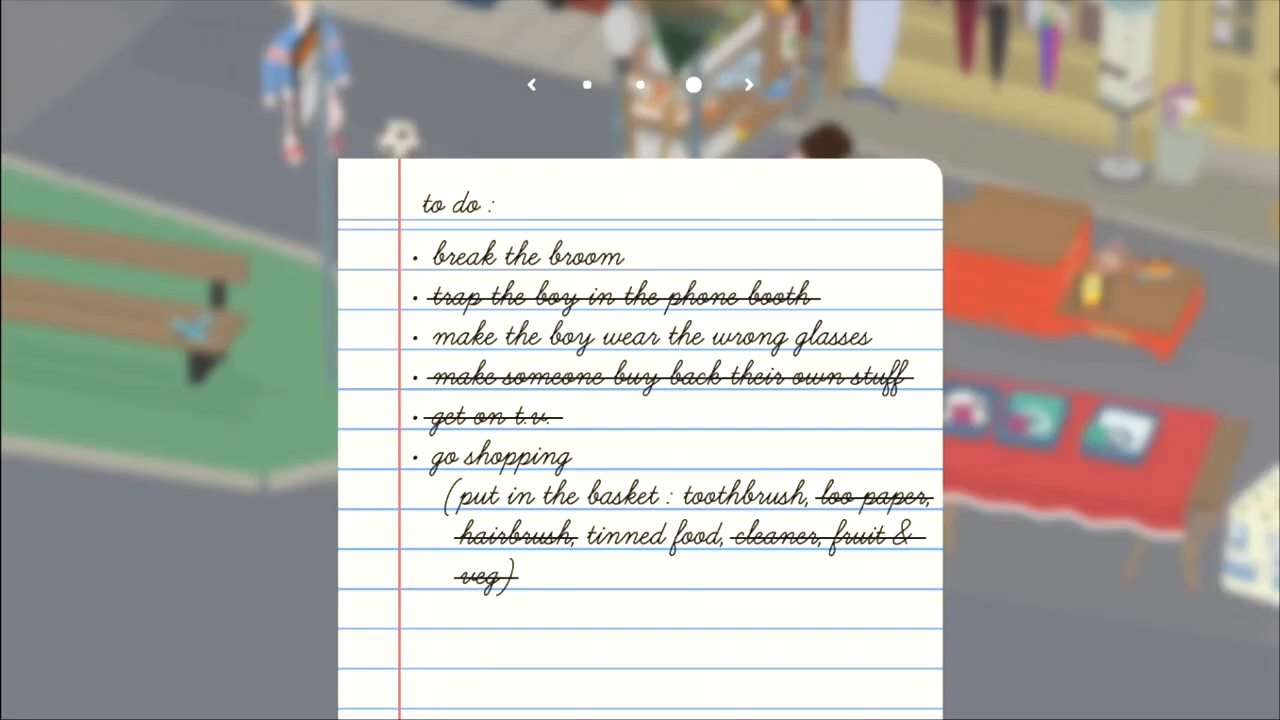 to do :
• break the broom
• trap the boy in the phone booth
• make the boy wear the wrong glasses
• make someone buy back their own stuff
• get on t.v.
• go shopping
(put in the basket : toothbrush, loo paper,
hairbrush, tinned food, cleaner, fruit &
veg)